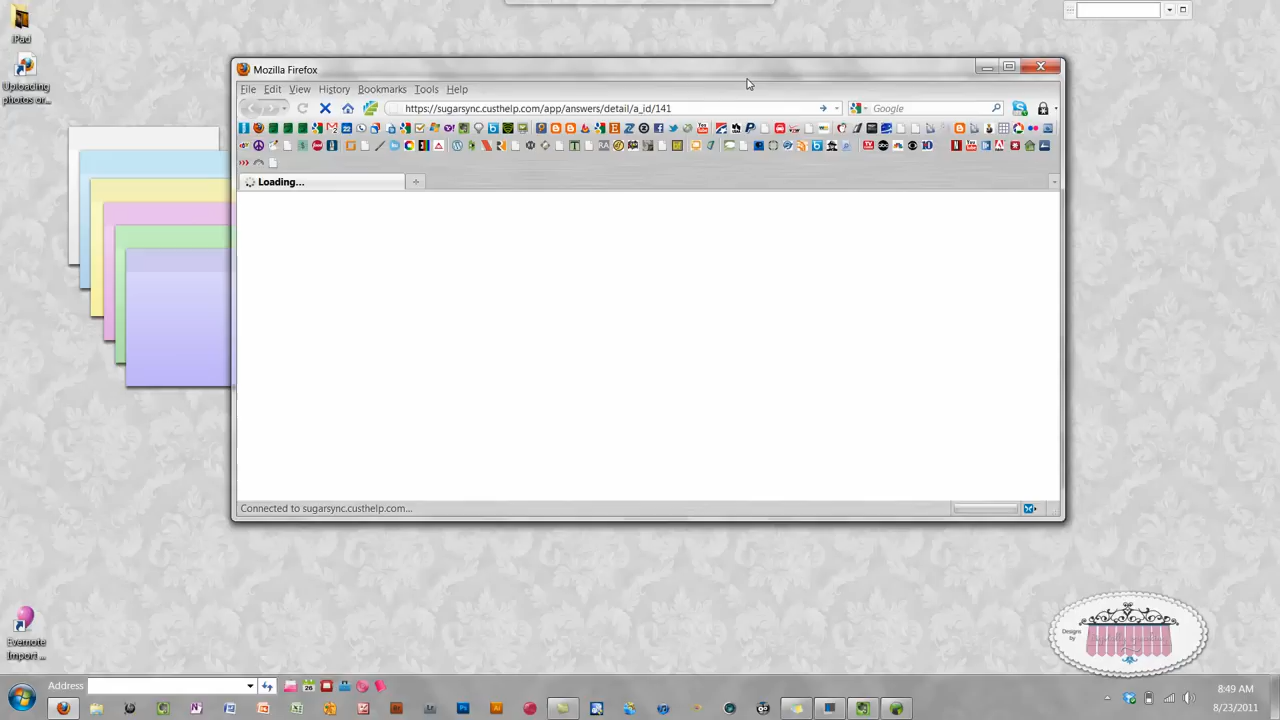 iPad
Uploading
photos or...
Mozilla Firefox
File Edit View History Bookmarks Tools Help
https://sugarsync.custhelp.com/app/answers/detail/a_id/141
Google
Loading...
Connected to sugarsync.custhelp.com...
Evernote
Import ...
Designs
by
Address
8:49 AM
8/23/2011